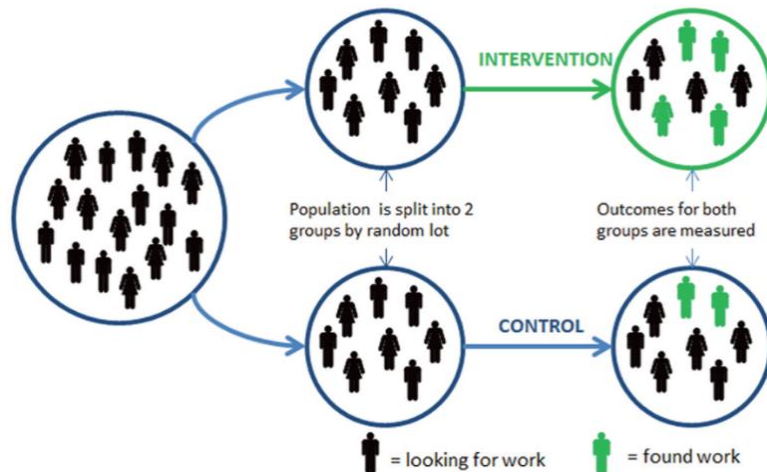 INTERVENTION
Population is split into 2
groups by random lot
Outcomes for both
groups are measured
CONTROL
= looking for work
= found work